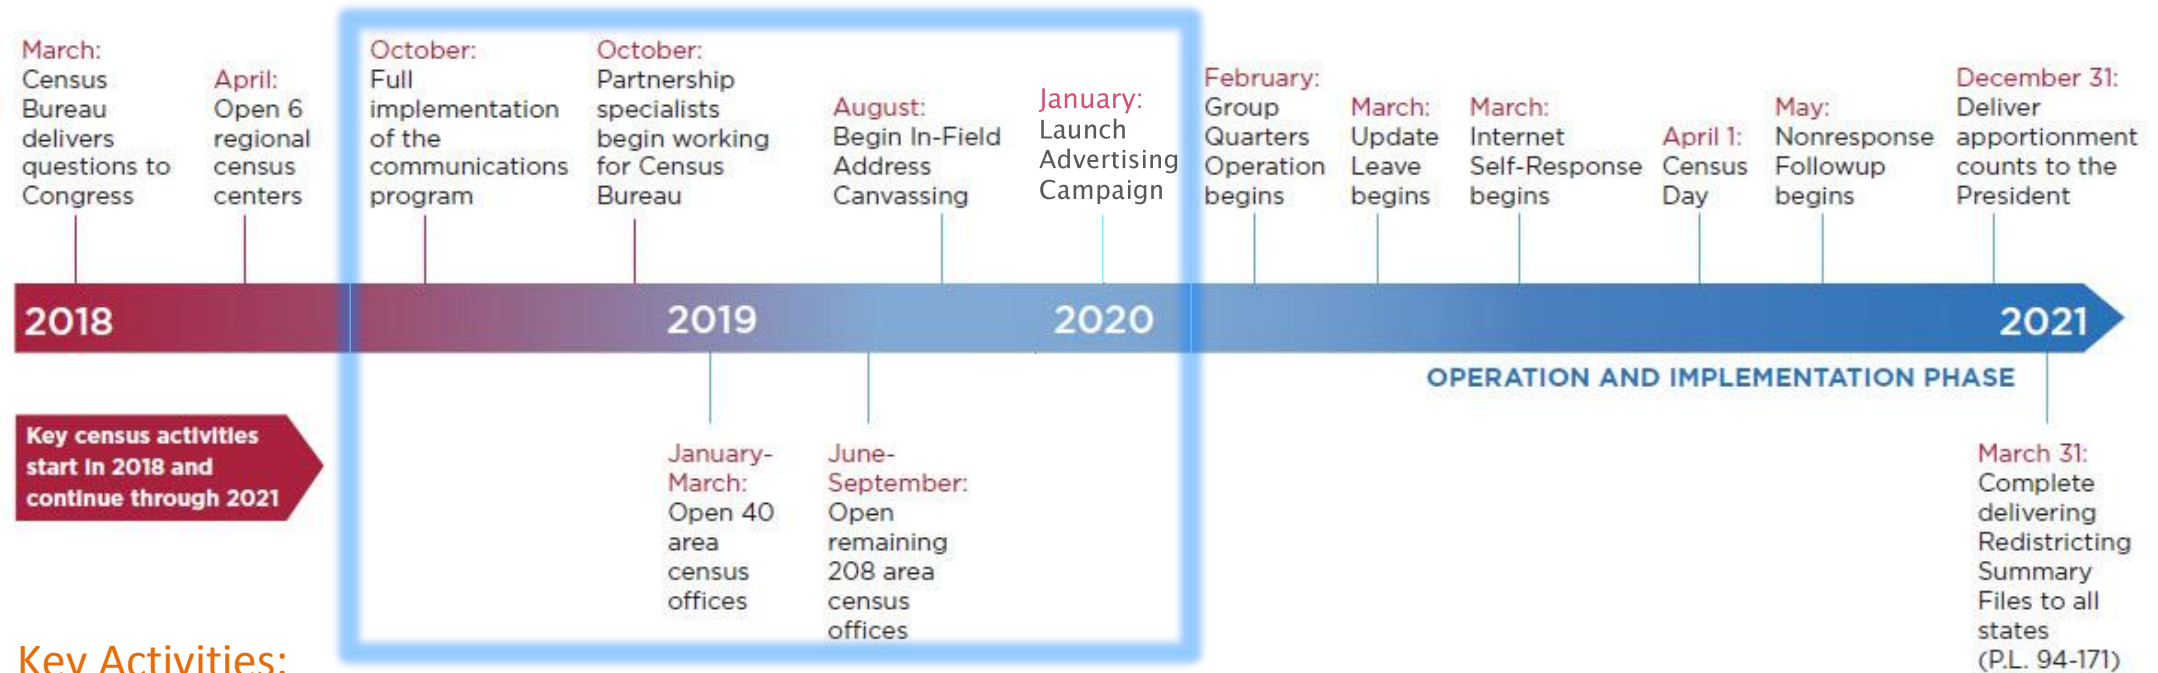 March:
Census
Bureau
delivers
questions to
Congress
April:
Open 6
regional
census
centers
October:
Full
implementation
of the
communications
program
October:
Partnership
specialists
begin working
for Census
Bureau
August:
Begin In-Field
Address
Canvassing
January:
Launch
Advertising
Campaign
February:
Group
Quarters
Operation
begins
March:
Update
Leave
begins
March:
Internet
Self-Response
begins
April 1:
Census
Day
May:
Nonresponse
Followup
begins
December 31:
Deliver
apportionment
counts to the
President
2018
2019
2020
2021
OPERATION AND IMPLEMENTATION PHASE
Key census activities
start in 2018 and
continue through 2021
January-
March:
Open 40
area
census
offices
June-
September:
Open
remaining
208 area
census
offices
March 31:
Complete
delivering
Redistricting
Summary
Files to all
states
(P.L. 94-171)
Key Activities: